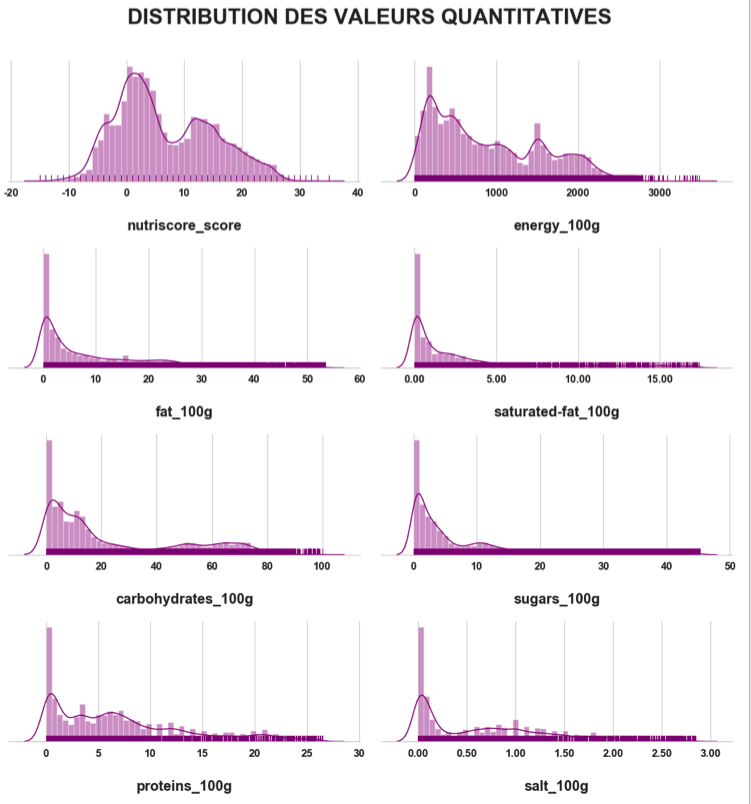 DISTRIBUTION DES VALEURS QUANTITATIVES
-20 -10 0 10 20 30 40
nutriscore_score
0 1000 2000 3000
energy_100g
0 10 20 30 40 50 60
fat_100g
0.00 5.00 10.00 15.00
saturated-fat_100g
0 20 40 60 80 100
carbohydrates_100g
0 10 20 30 40 50
sugars_100g
0 5 10 15 20 25 30
proteins_100g
0.00 0.50 1.00 1.50 2.00 2.50 3.00
salt_100g